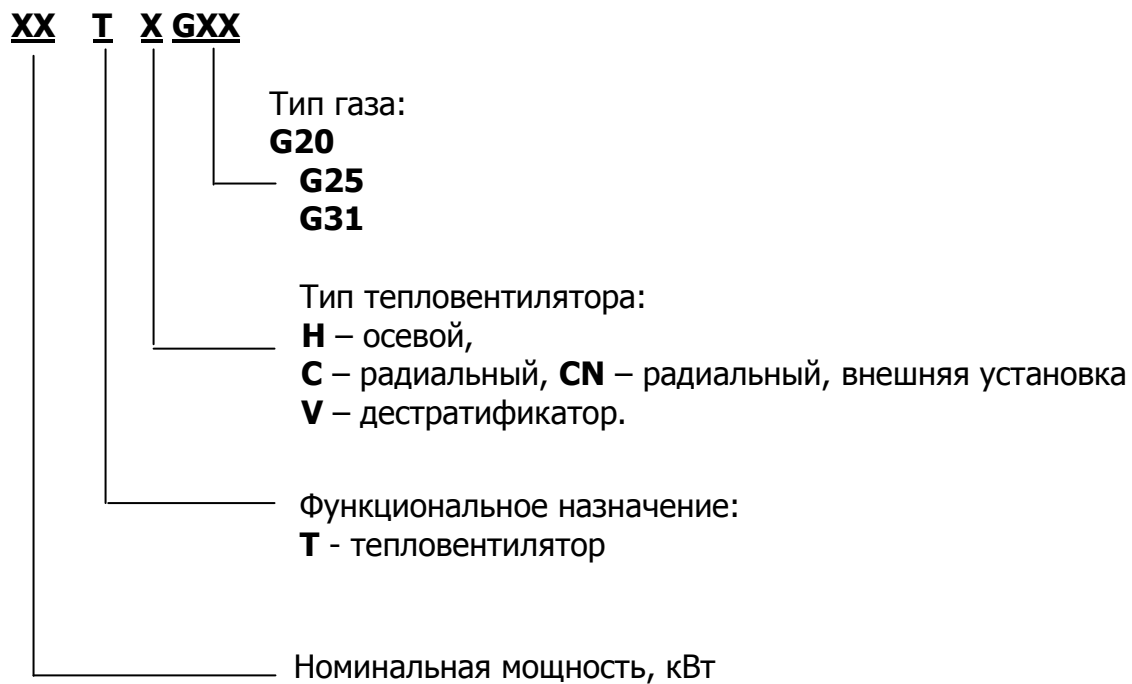 XX T X GXX
Тип газа:
G20
G25
G31
Тип тепловентилятора:
H – осевой,
C – радиальный, CN – радиальный, внешняя установка
V – дестратификатор.
Функциональное назначение:
T - тепловентилятор
Номинальная мощность, кВт